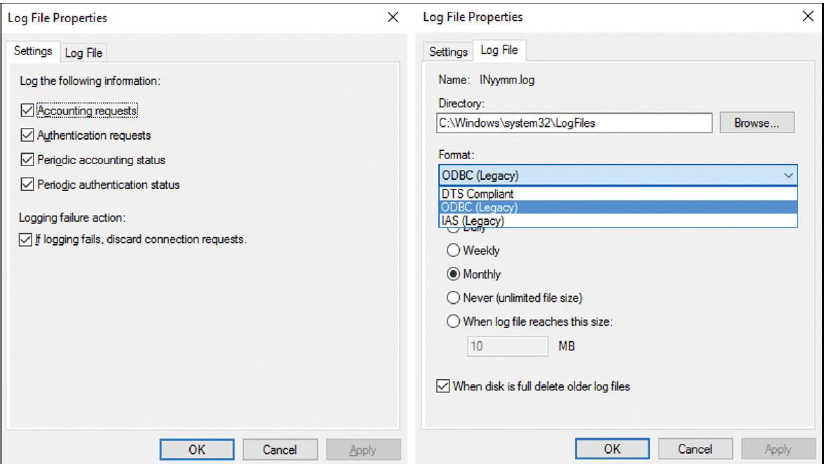 Log File Properties
Settings
Log File
Log the following information:
Accounting requests
Authentication requests
Periodic accounting status
Periodic authentication status
Logging failure action:
If logging fails, discard connection requests.
OK
Cancel
Apply
Log File Properties
Settings
Log File
Name: INyymm.log
Directory:
C:\Windows\system32\LogFiles
Browse...
Format:
ODBC (Legacy)
DTS Compliant
ODBC (Legacy)
IAS (Legacy)
Daily
Weekly
Monthly
Never (unlimited file size)
When log file reaches this size:
10 MB
When disk is full delete older log files
OK
Cancel
Apply